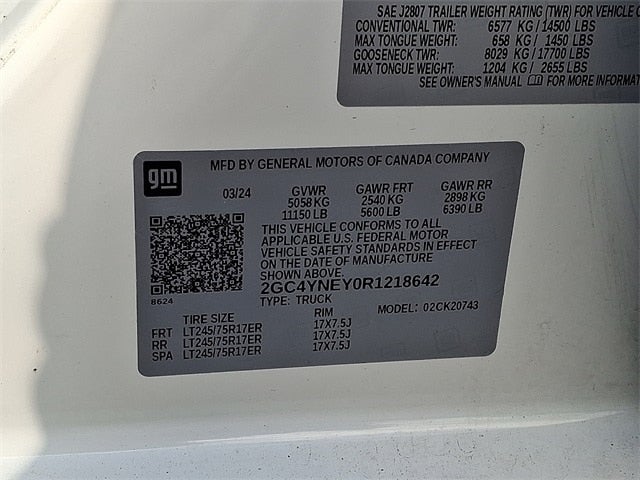 SAE J2807 TRAILER WEIGHT RATING (TWR) FOR VEHICLE
CONVENTIONAL TWR: 6577 KG / 14500 LBS
MAX TONGUE WEIGHT: 658 KG / 1450 LBS
GOOSENECK TWR: 8029 KG / 17700 LBS
MAX TONGUE WEIGHT: 1204 KG / 2655 LBS
SEE OWNER'S MANUAL FOR MORE INFORMAT
gm
MFD BY GENERAL MOTORS OF CANADA COMPANY
03/24 GVWR GAWR FRT GAWR RR
5058 KG 2540 KG 2898 KG
11150 LB 5600 LB 6390 LB
THIS VEHICLE CONFORMS TO ALL
APPLICABLE U.S. FEDERAL MOTOR
VEHICLE SAFETY STANDARDS IN EFFECT
ON THE DATE OF MANUFACTURE
SHOWN ABOVE.
2GC4YNEY0R1218642
8624
TYPE: TRUCK MODEL: 02CK20743
TIRE SIZE RIM
FRT LT245/75R17ER 17X7.5J
RR LT245/75R17ER 17X7.5J
SPA LT245/75R17ER 17X7.5J